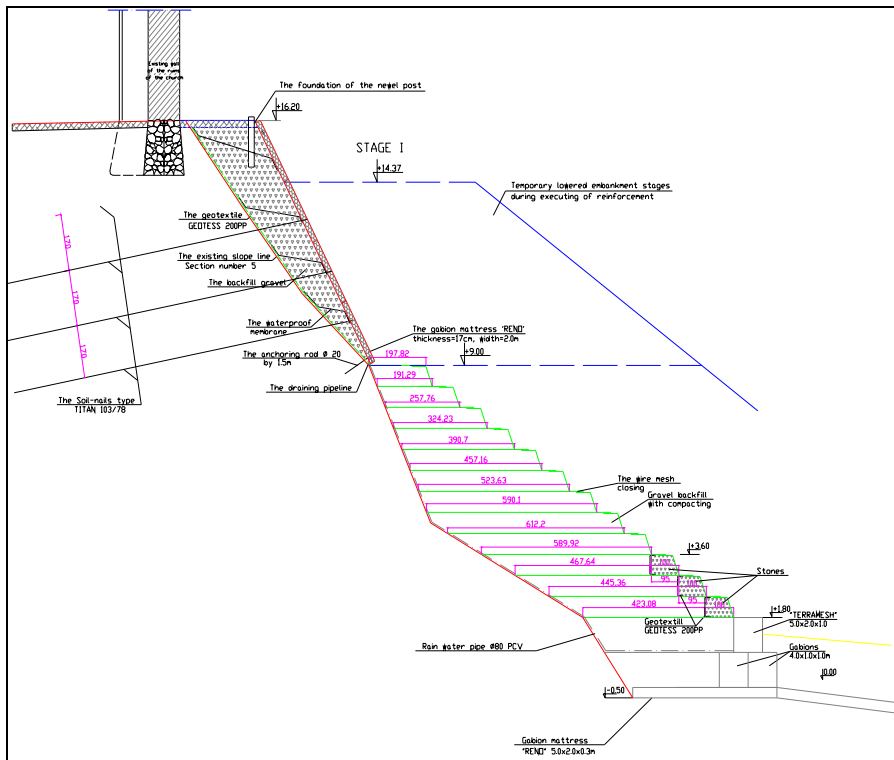 Existing wall
of the ruins
of the church
The foundation of the newel post
+16.20
STAGE I
+14.37
Temporary lowered embankment stages
during executing of reinforcement
The geotextile
GEOTESS 200PP
The existing slope line
Section number 5
The backfill gravel
170
170
170
The waterproof
membrane
The gabion mattress 'RENO'
thickness=17cm, width=2.0m
The anchoring rod Ø 20
by 1.5m
197.82
+9.00
The draining pipeline
191.29
The Soil-nails type
TITAN 103/78
257.76
324.23
390.7
457.16
523.63
The wire mesh
closing
590.1
Gravel backfill
with compacting
612.2
589.92
+3.60
467.64
100
Stones
95
445.36
100
95
423.08
100
Geotextill
GEOTESS 200PP
+1.80
"TERRAMESH"
5.0x2.0x1.0
Rain water pipe Ø80 PCV
Gabions
4.0x1.0x1.0m
0.00
-0.50
Gabion mattress
"RENO" 5.0x2.0x0.3m